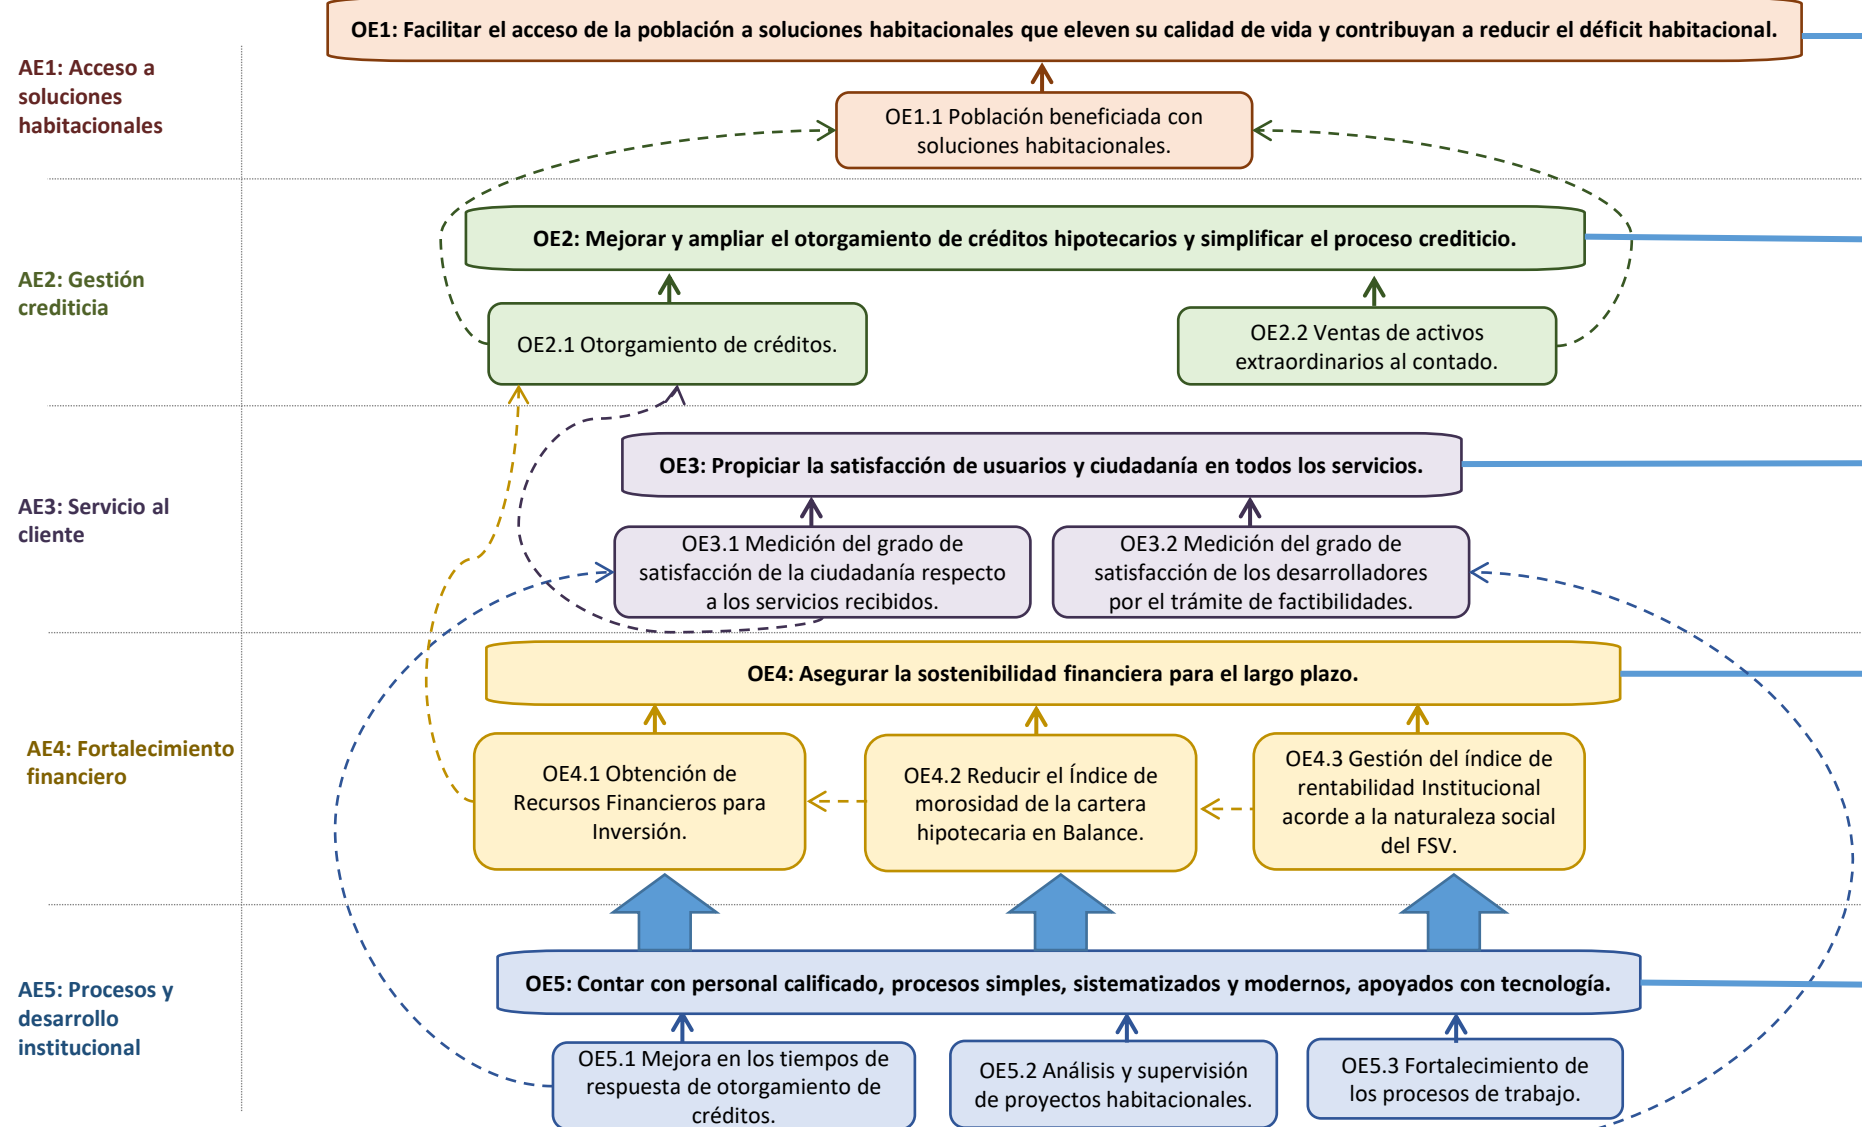 OE1: Facilitar el acceso de la población a soluciones habitacionales que eleven su calidad de vida y contribuyan a reducir el déficit habitacional.
AE1: Acceso a
soluciones
habitacionales
OE1.1 Población beneficiada con
soluciones habitacionales.
OE2: Mejorar y ampliar el otorgamiento de créditos hipotecarios y simplificar el proceso crediticio.
AE2: Gestión
crediticia
OE2.1 Otorgamiento de créditos.
OE2.2 Ventas de activos
extraordinarios al contado.
OE3: Propiciar la satisfacción de usuarios y ciudadanía en todos los servicios.
AE3: Servicio al
cliente
OE3.1 Medición del grado de
satisfacción de la ciudadanía respecto
a los servicios recibidos.
OE3.2 Medición del grado de
satisfacción de los desarrolladores
por el trámite de factibilidades.
OE4: Asegurar la sostenibilidad financiera para el largo plazo.
AE4: Fortalecimiento
financiero
OE4.1 Obtención de
Recursos Financieros para
Inversión.
OE4.2 Reducir el Índice de
morosidad de la cartera
hipotecaria en Balance.
OE4.3 Gestión del índice de
rentabilidad Institucional
acorde a la naturaleza social
del FSV.
OE5: Contar con personal calificado, procesos simples, sistematizados y modernos, apoyados con tecnología.
AE5: Procesos y
desarrollo
institucional
OE5.1 Mejora en los tiempos de
respuesta de otorgamiento de
créditos.
OE5.2 Análisis y supervisión
de proyectos habitacionales.
OE5.3 Fortalecimiento de
los procesos de trabajo.